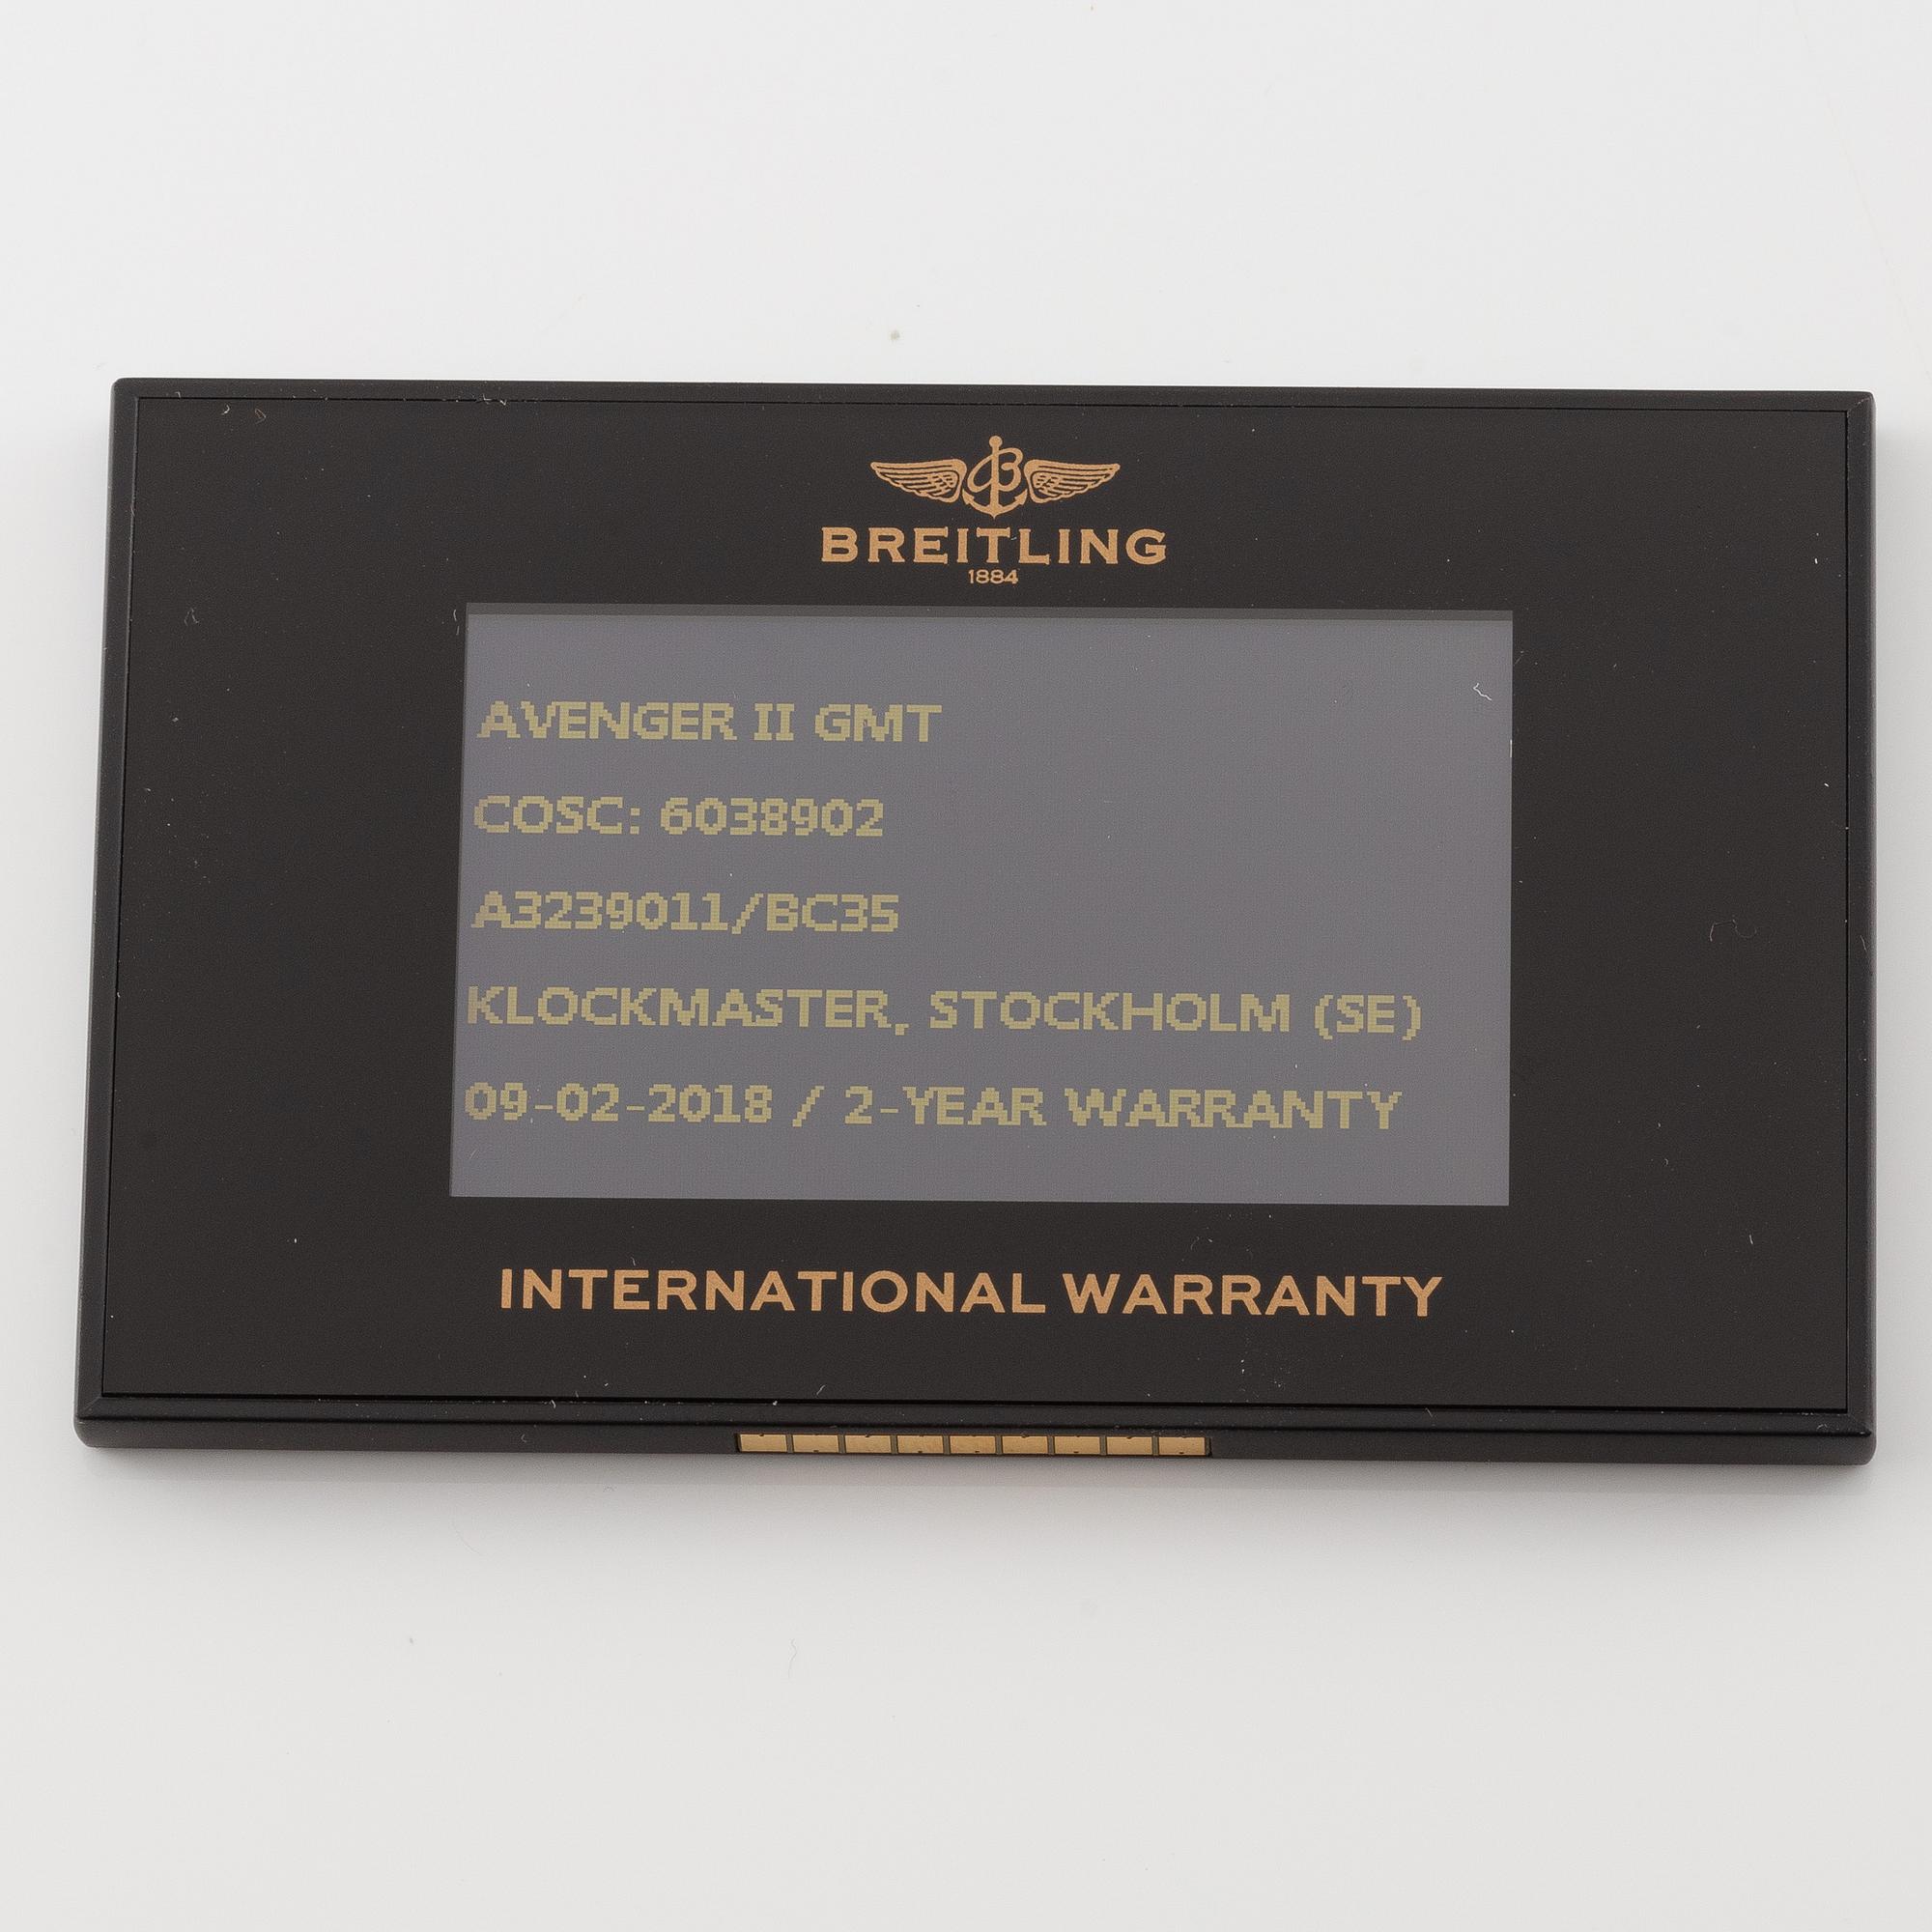 BREITLING
1884
AVENGER II GMT
COSC: 6038902
A3239011/BC35
KLOCKMASTER, STOCKHOLM (SE)
09-02-2018 / 2-YEAR WARRANTY
INTERNATIONAL WARRANTY